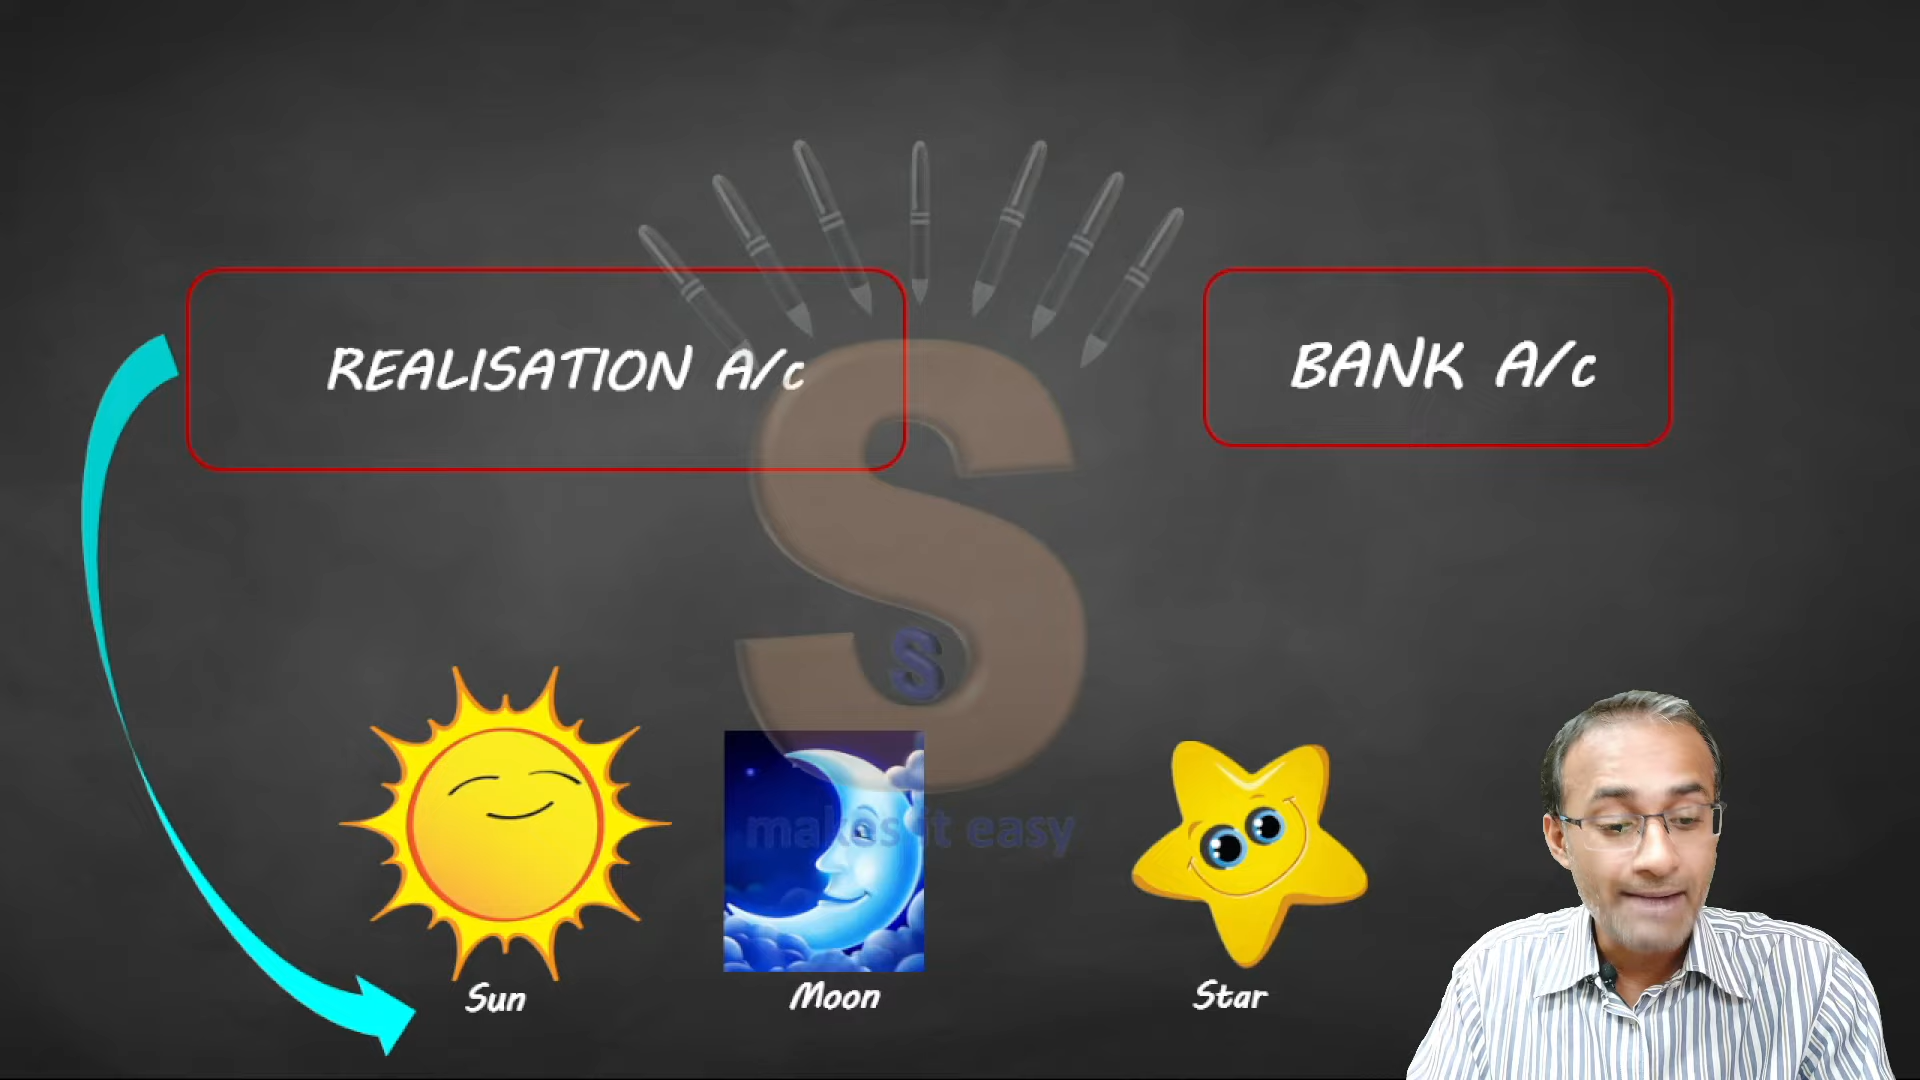 REALISATION A/c
BANK A/c
S
S
makes it easy
Sun
Moon
Star